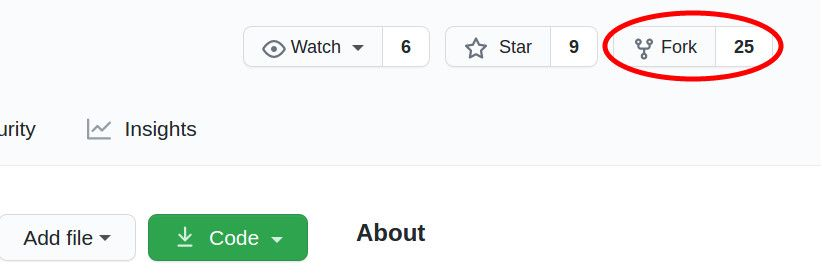 Watch 6 Star 9 Fork 25
urity Insights
Add file Code About